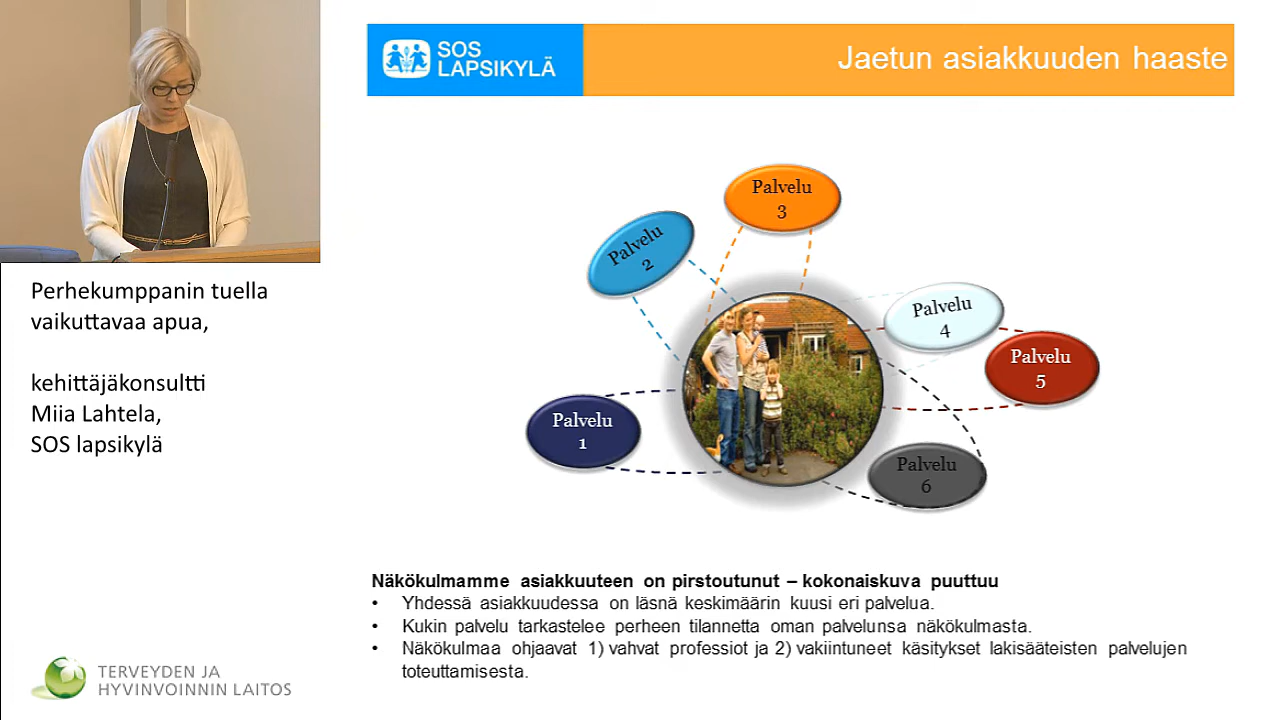 SOS
LAPSIKYLÄ
Jaetun asiakkuuden haaste
Palvelu
3
Palvelu
2
Palvelu
4
Palvelu
5
Palvelu
1
Palvelu
6
Perhekumppanin tuella
vaikuttavaa apua,
kehittäjäkonsultti
Miia Lahtela,
SOS lapsikylä
Näkökulmamme asiakkuuteen on pirstoutunut – kokonaiskuva puuttuu
• Yhdessä asiakkuudessa on läsnä keskimäärin kuusi eri palvelua.
• Kukin palvelu tarkastelee perheen tilannetta oman palvelunsa näkökulmasta.
• Näkökulmaa ohjaavat 1) vahvat professiot ja 2) vakiintuneet käsitykset lakisääteisten palvelujen
toteuttamisesta.
TERVEYDEN JA
HYVINVOINNIN LAITOS